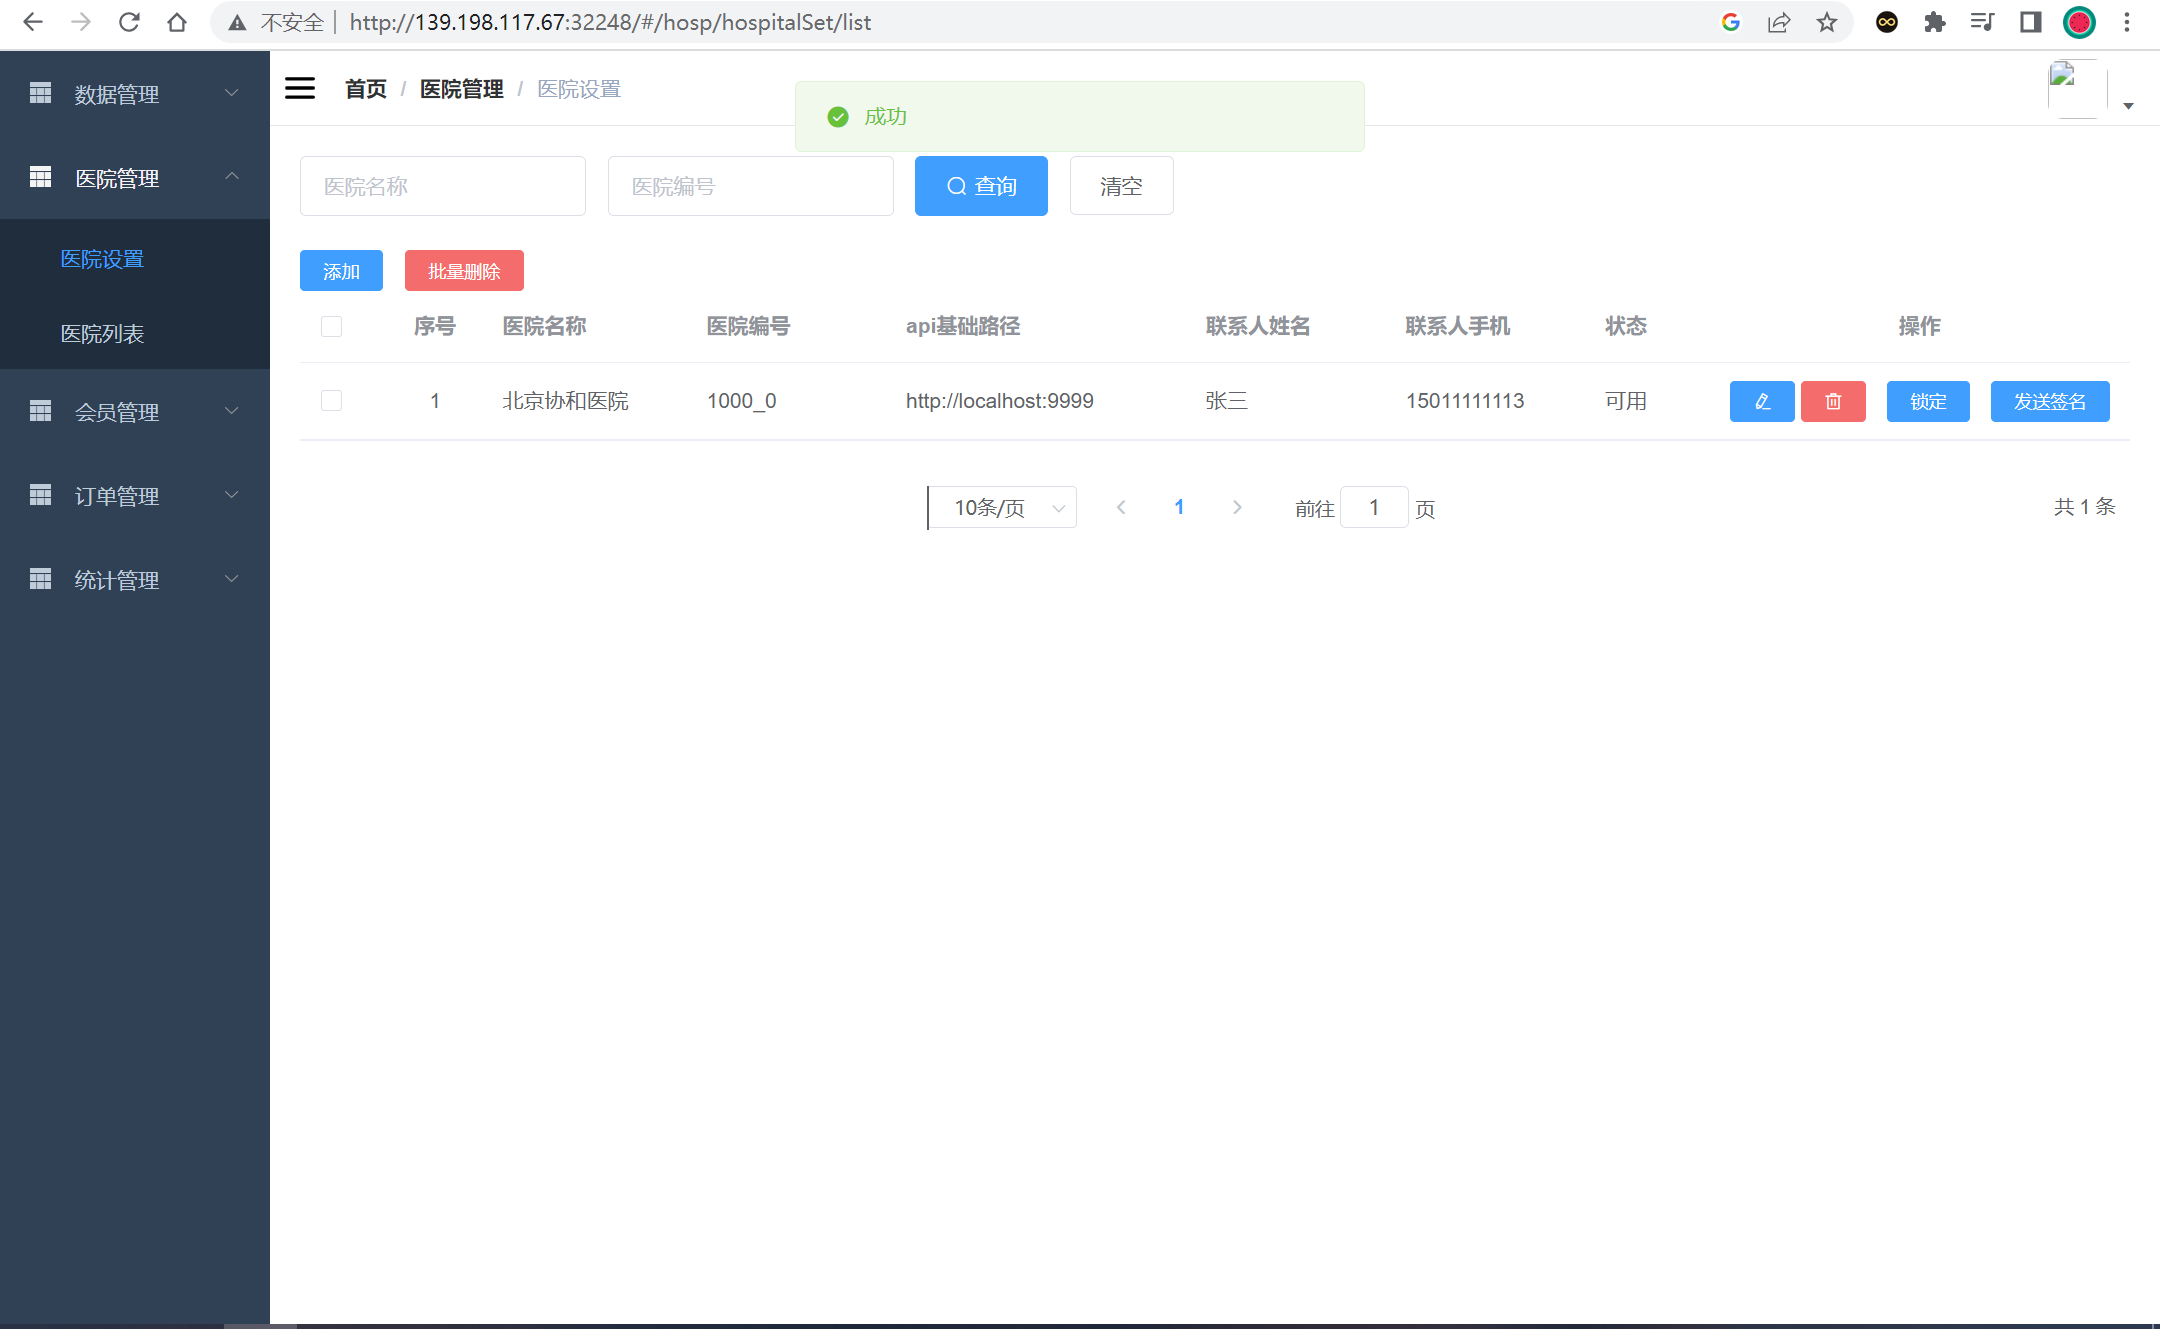 不安全 http://139.198.117.67:32248/#/hosp/hospitalSet/list
数据管理
医院管理
医院设置
医院列表
会员管理
订单管理
统计管理
首页 / 医院管理 / 医院设置
成功
医院名称 医院编号 查询 清空
添加 批量删除
序号 医院名称 医院编号 api基础路径 联系人姓名 联系人手机 状态 操作
1 北京协和医院 1000_0 http://localhost:9999 张三 15011111113 可用 锁定 发送签名
10条/页 1 前往 1 页 共 1 条